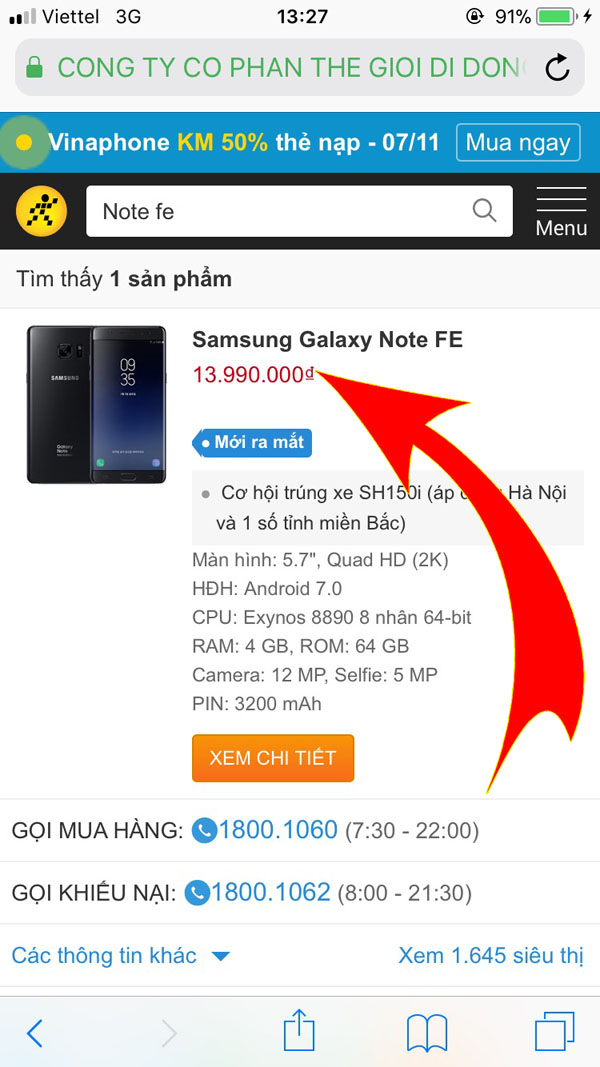 Viettel 3G 13:27 91%
CONG TY CO PHAN THE GIOI DI DONG
Vinaphone KM 50% thẻ nạp - 07/11 Mua ngay
Note fe
Menu
Tìm thấy 1 sản phẩm
Samsung Galaxy Note FE
13.990.000₫
SAMSUNG
09
35
Galaxy
Mới ra mắt
Cơ hội trúng xe SH150i (áp Hà Nội
và 1 số tỉnh miền Bắc)
Màn hình: 5.7", Quad HD (2K)
HĐH: Android 7.0
CPU: Exynos 8890 8 nhân 64-bit
RAM: 4 GB, ROM: 64 GB
Camera: 12 MP, Selfie: 5 MP
PIN: 3200 mAh
XEM CHI TIẾT
GỌI MUA HÀNG: 1800.1060 (7:30 - 22:00)
GỌI KHIẾU NẠI: 1800.1062 (8:00 - 21:30)
Các thông tin khác Xem 1.645 siêu thị